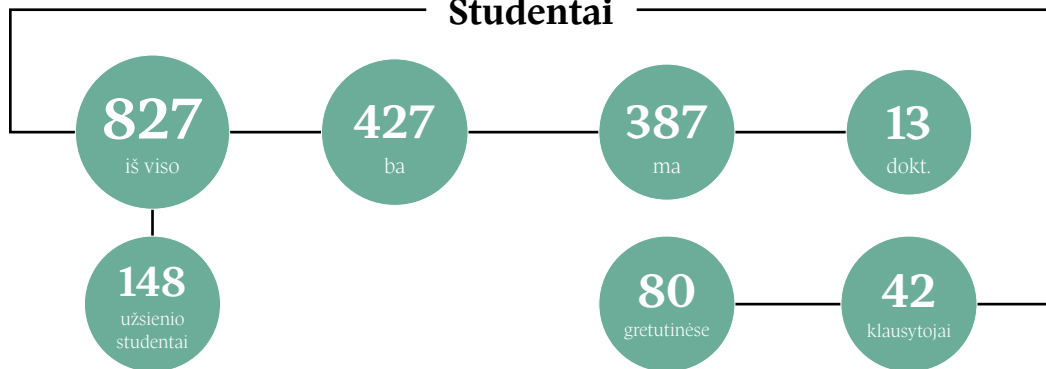 Studentai
827
iš viso
427
ba
387
ma
13
dokt.
148
užsienio
studentai
80
gretutinėse
42
klausytojai